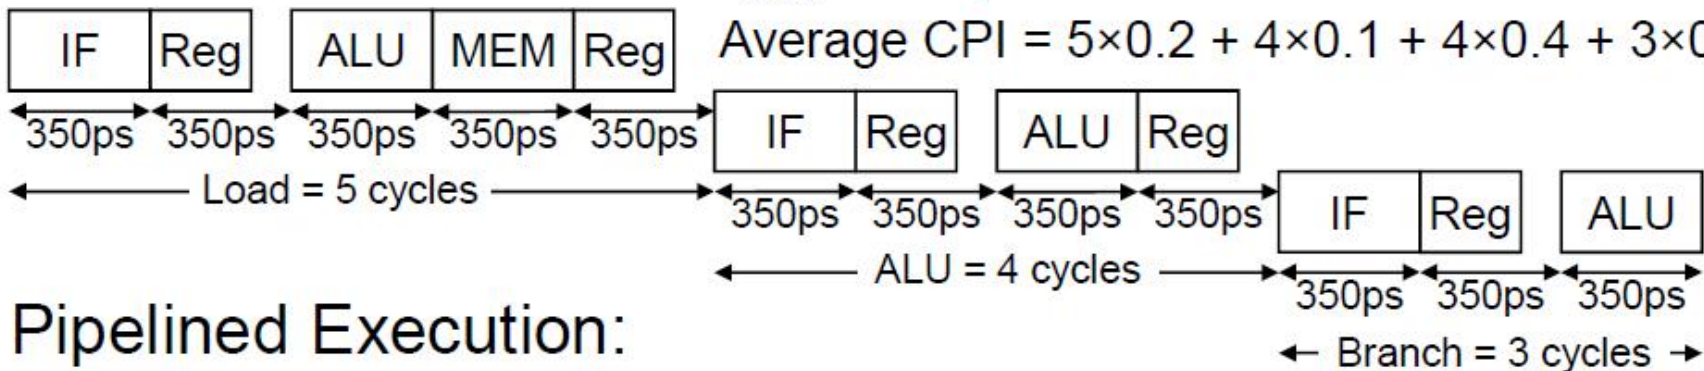 Average CPI = 5×0.2 + 4×0.1 + 4×0.4 + 3×
IF Reg ALU MEM Reg
350ps 350ps 350ps 350ps 350ps
Load = 5 cycles
IF Reg ALU Reg
350ps 350ps 350ps 350ps
ALU = 4 cycles
IF Reg ALU
350ps 350ps 350ps
Branch = 3 cycles
Pipelined Execution: